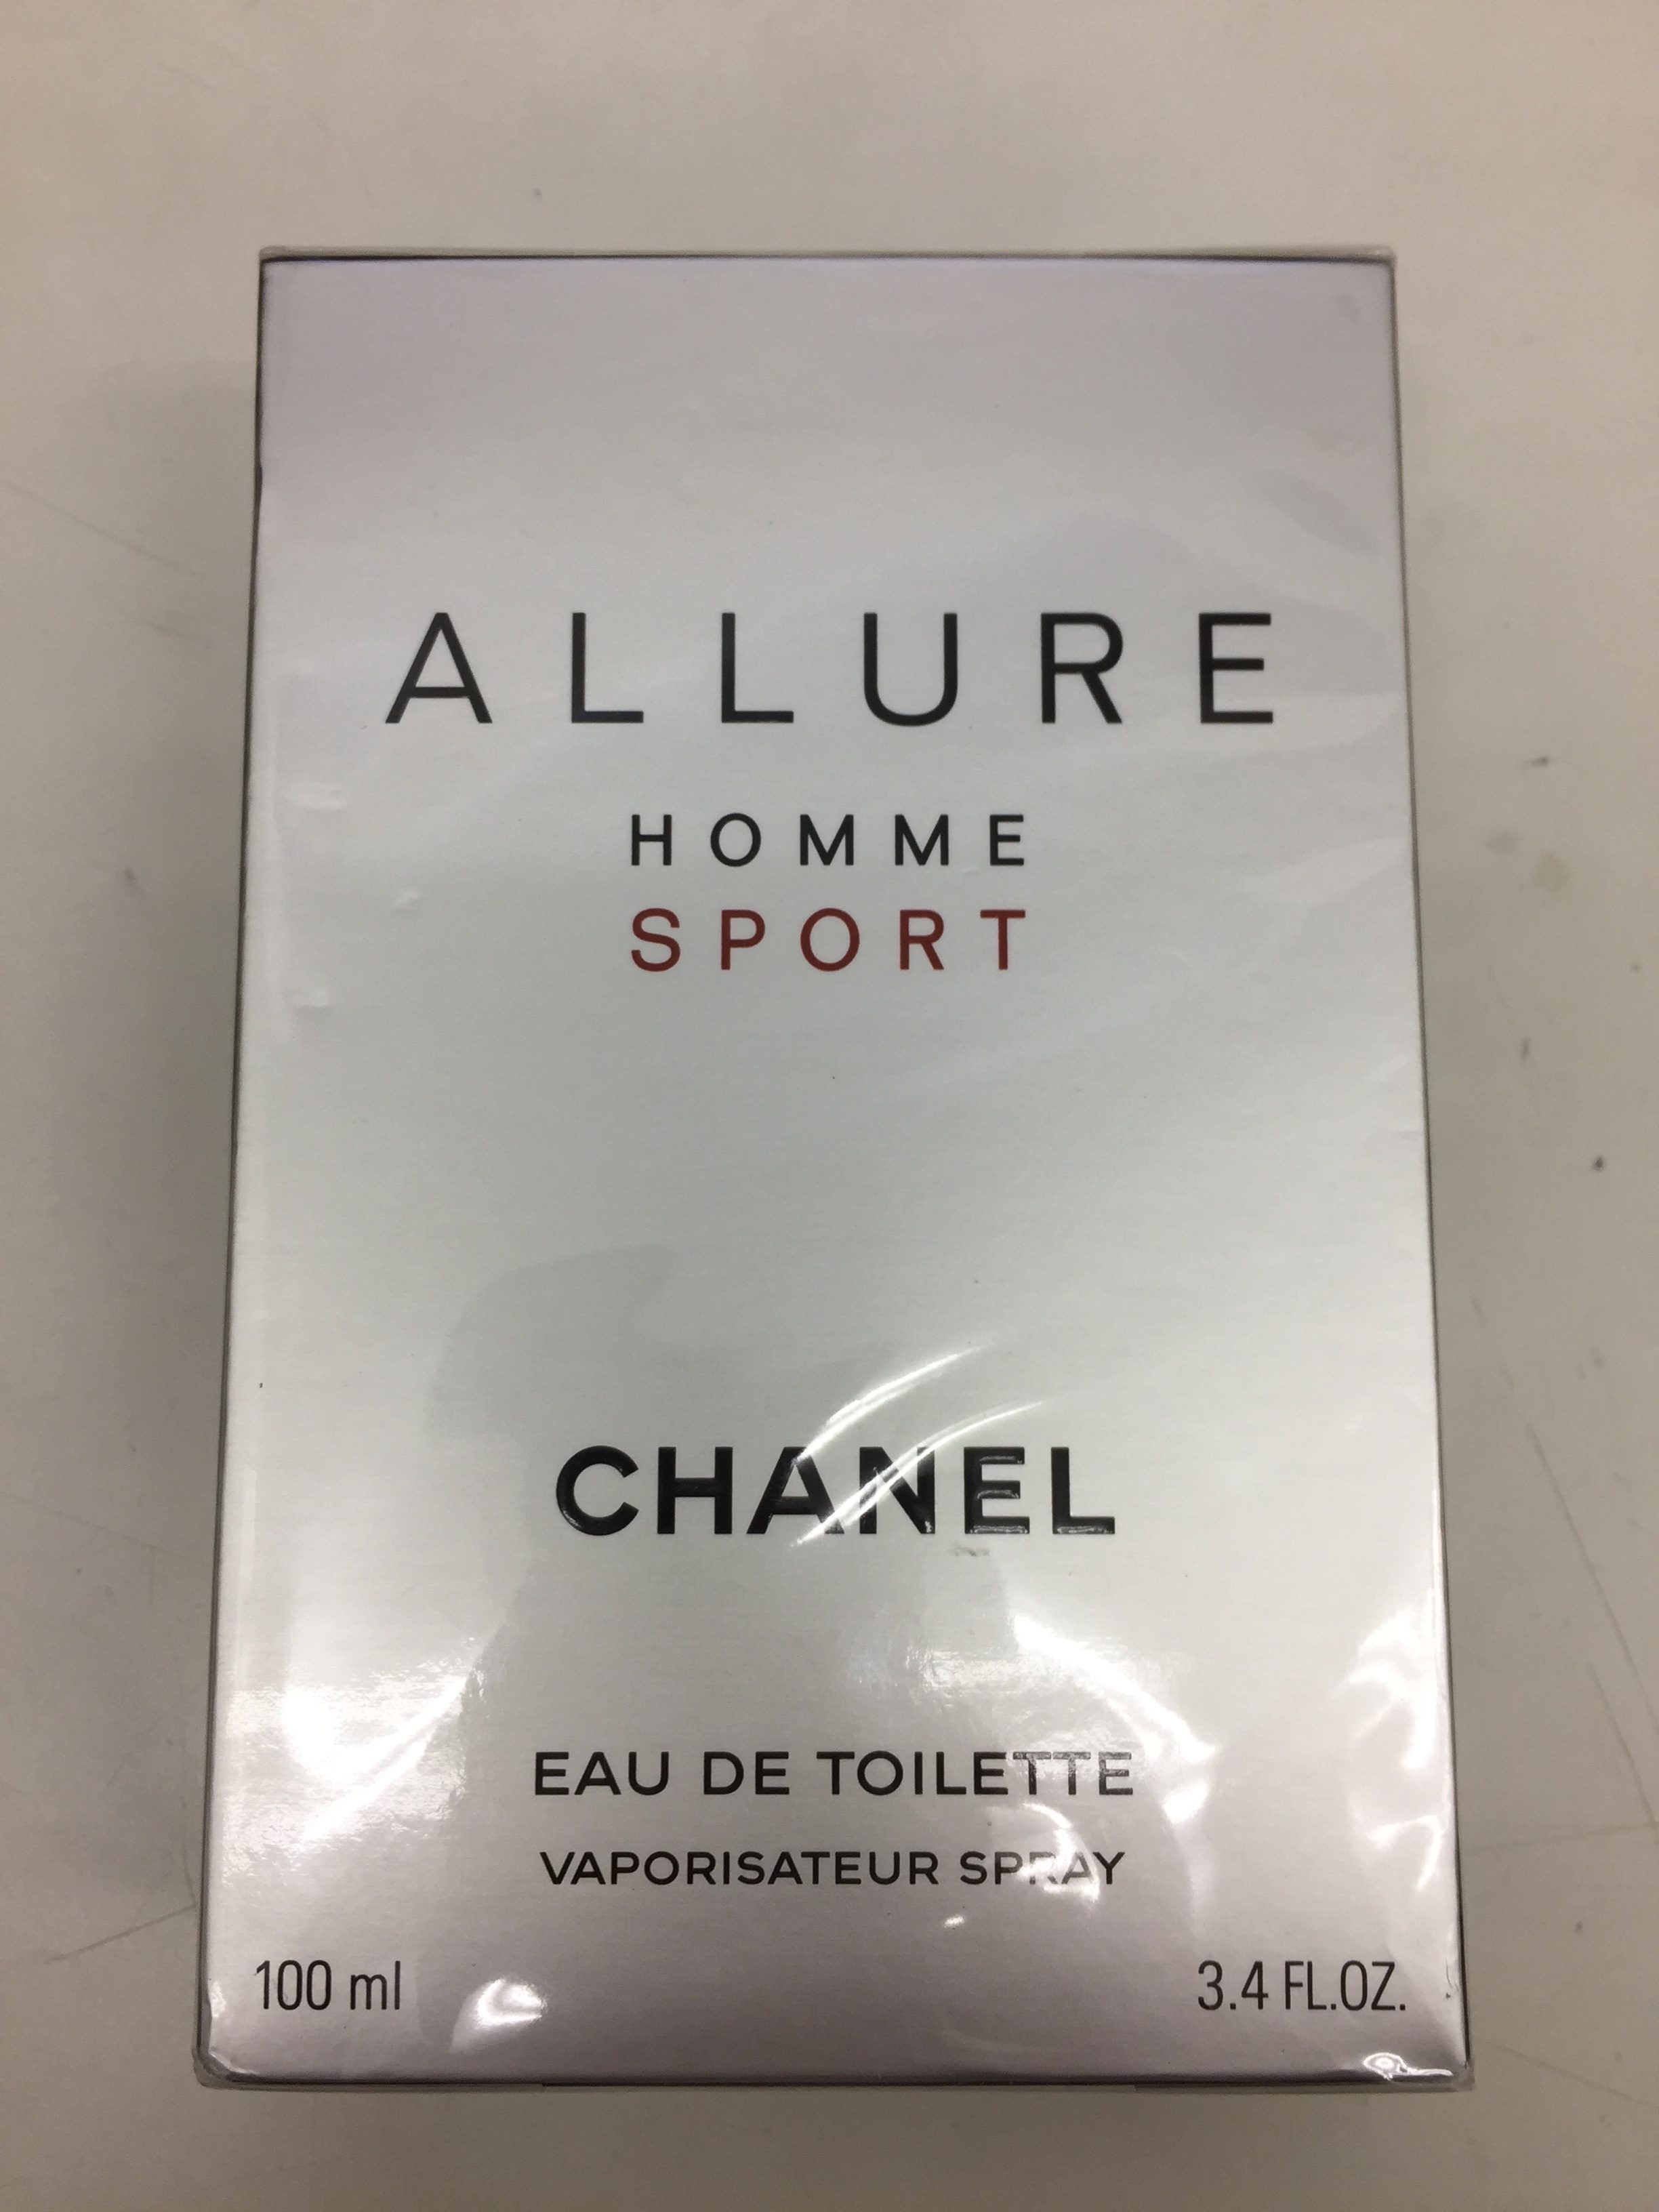 ALLURE
HOMME
SPORT
CHANEL
EAU DE TOILETTE
VAPORISATEUR SPRAY
100 ml 3.4 FL.OZ.